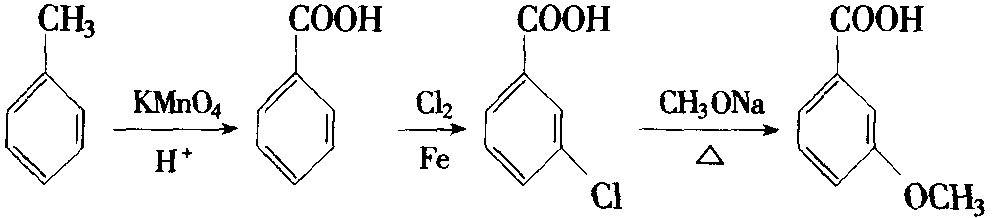 CH₃ COOH COOH COOH
KMnO₄ Cl₂ CH₃ONa
H⁺ Fe △
Cl OCH₃